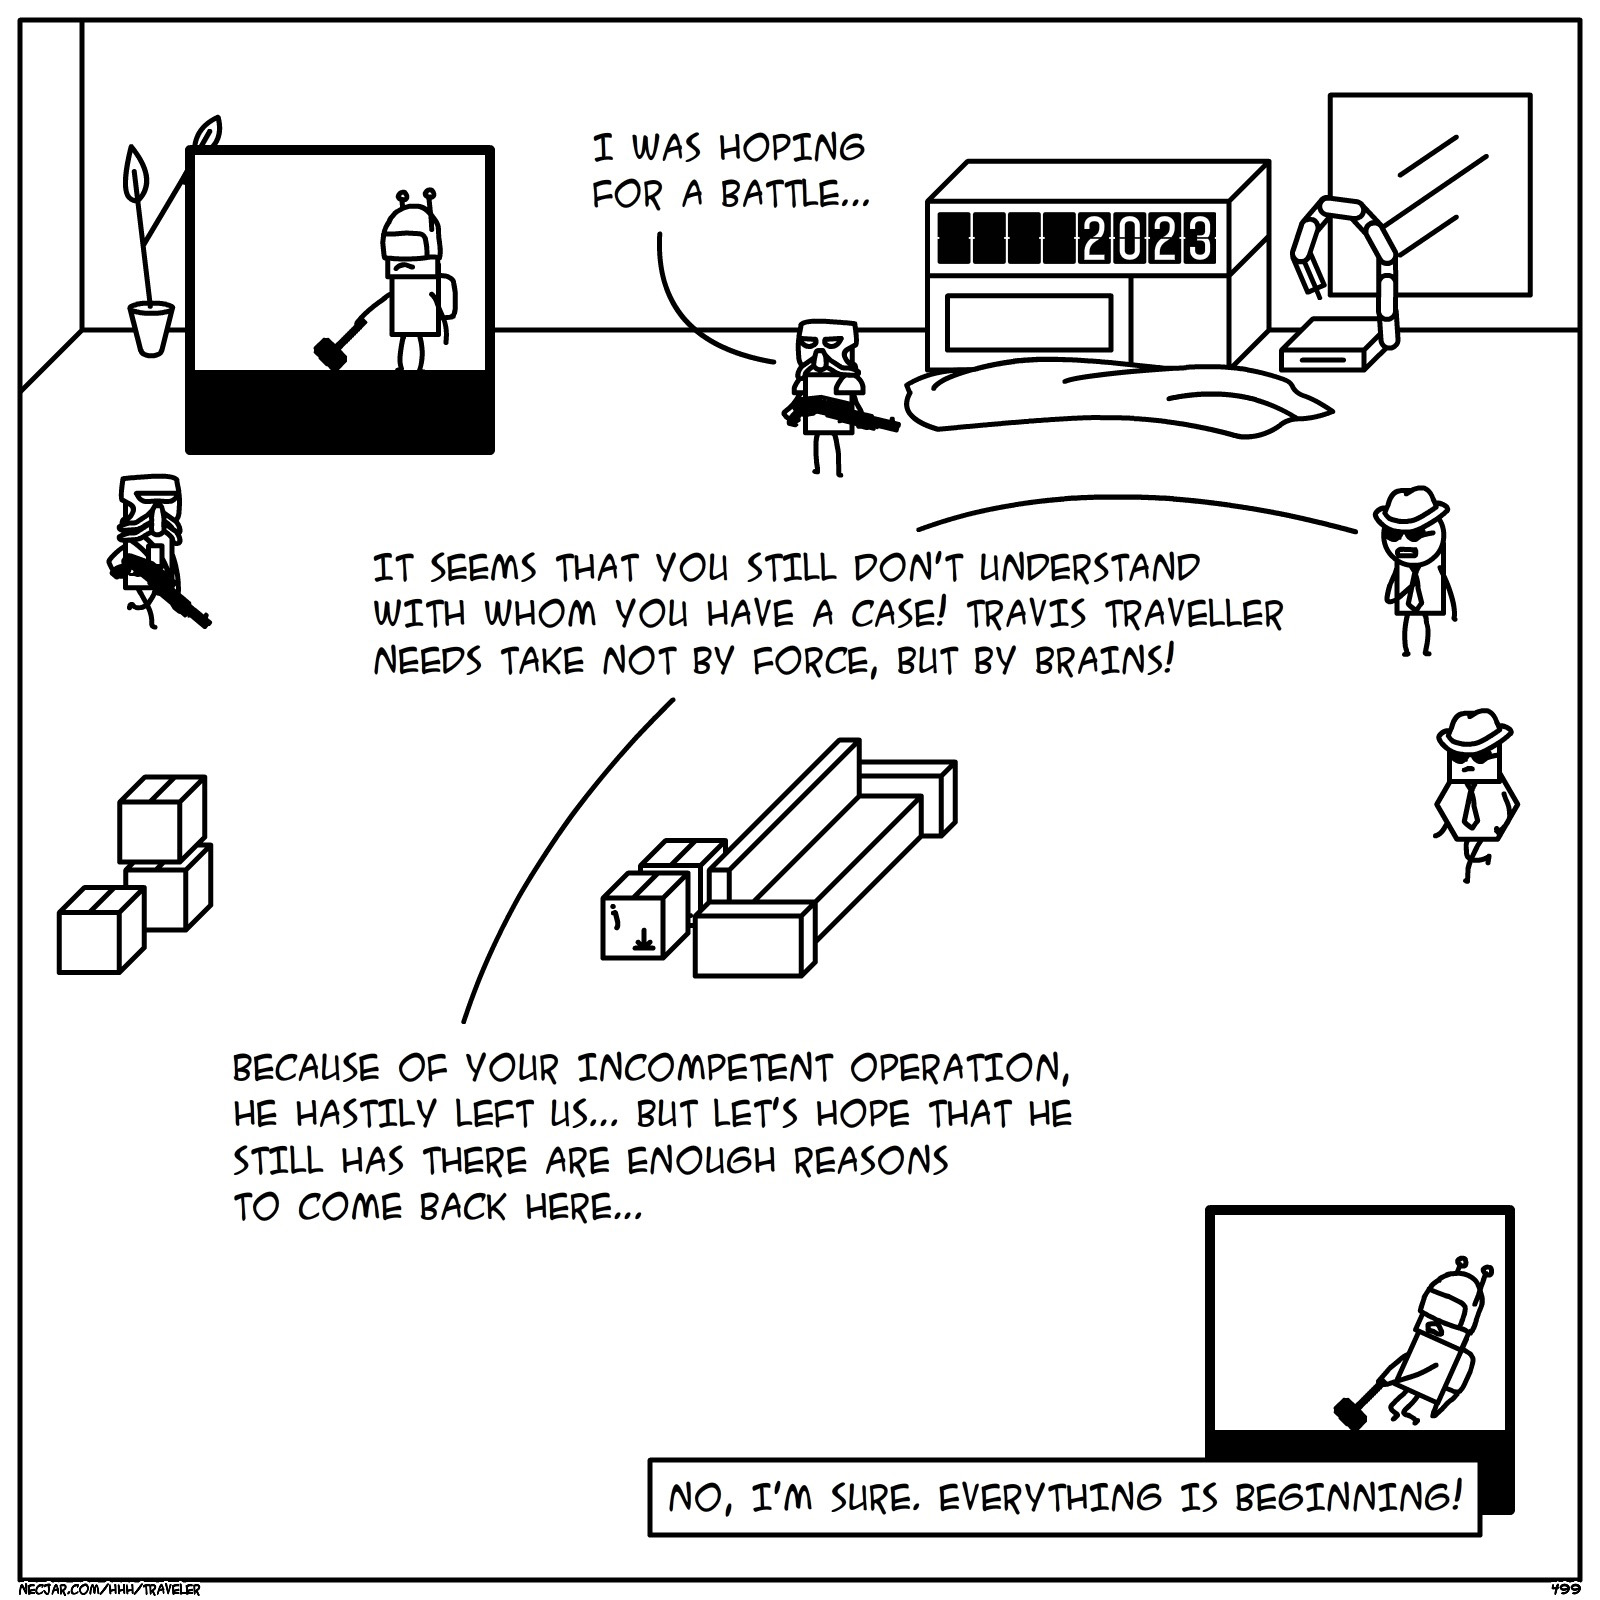 I WAS HOPING
FOR A BATTLE...
2023
IT SEEMS THAT YOU STILL DON'T UNDERSTAND
WITH WHOM YOU HAVE A CASE! TRAVIS TRAVELLER
NEEDS TAKE NOT BY FORCE, BUT BY BRAINS!
BECAUSE OF YOUR INCOMPETENT OPERATION,
HE HASTILY LEFT US... BUT LET'S HOPE THAT HE
STILL HAS THERE ARE ENOUGH REASONS
TO COME BACK HERE...
NO, I'M SURE. EVERYTHING IS BEGINNING!
NECJAR.COM/HHH/TRAVELER
499